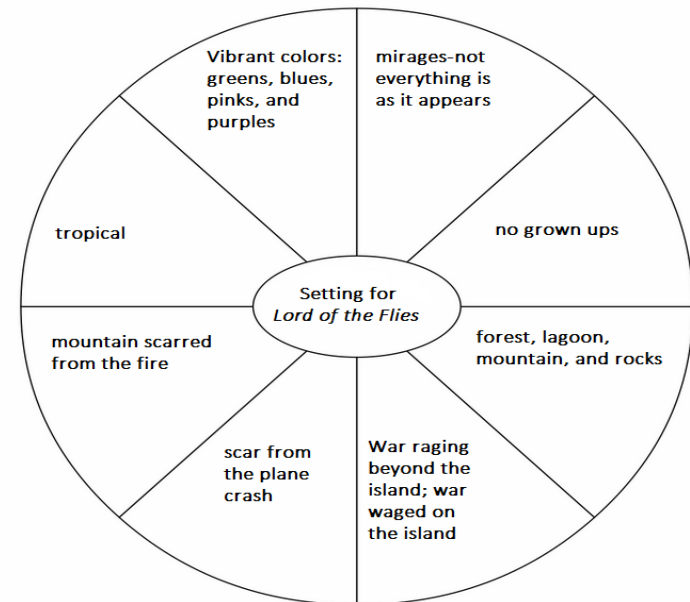 Vibrant colors:
greens, blues,
pinks, and
purples
mirages-not
everything is
as it appears
tropical
no grown ups
Setting for
Lord of the Flies
mountain scarred
from the fire
forest, lagoon,
mountain, and rocks
scar from
the plane
crash
War raging
beyond the
island; war
waged on
the island